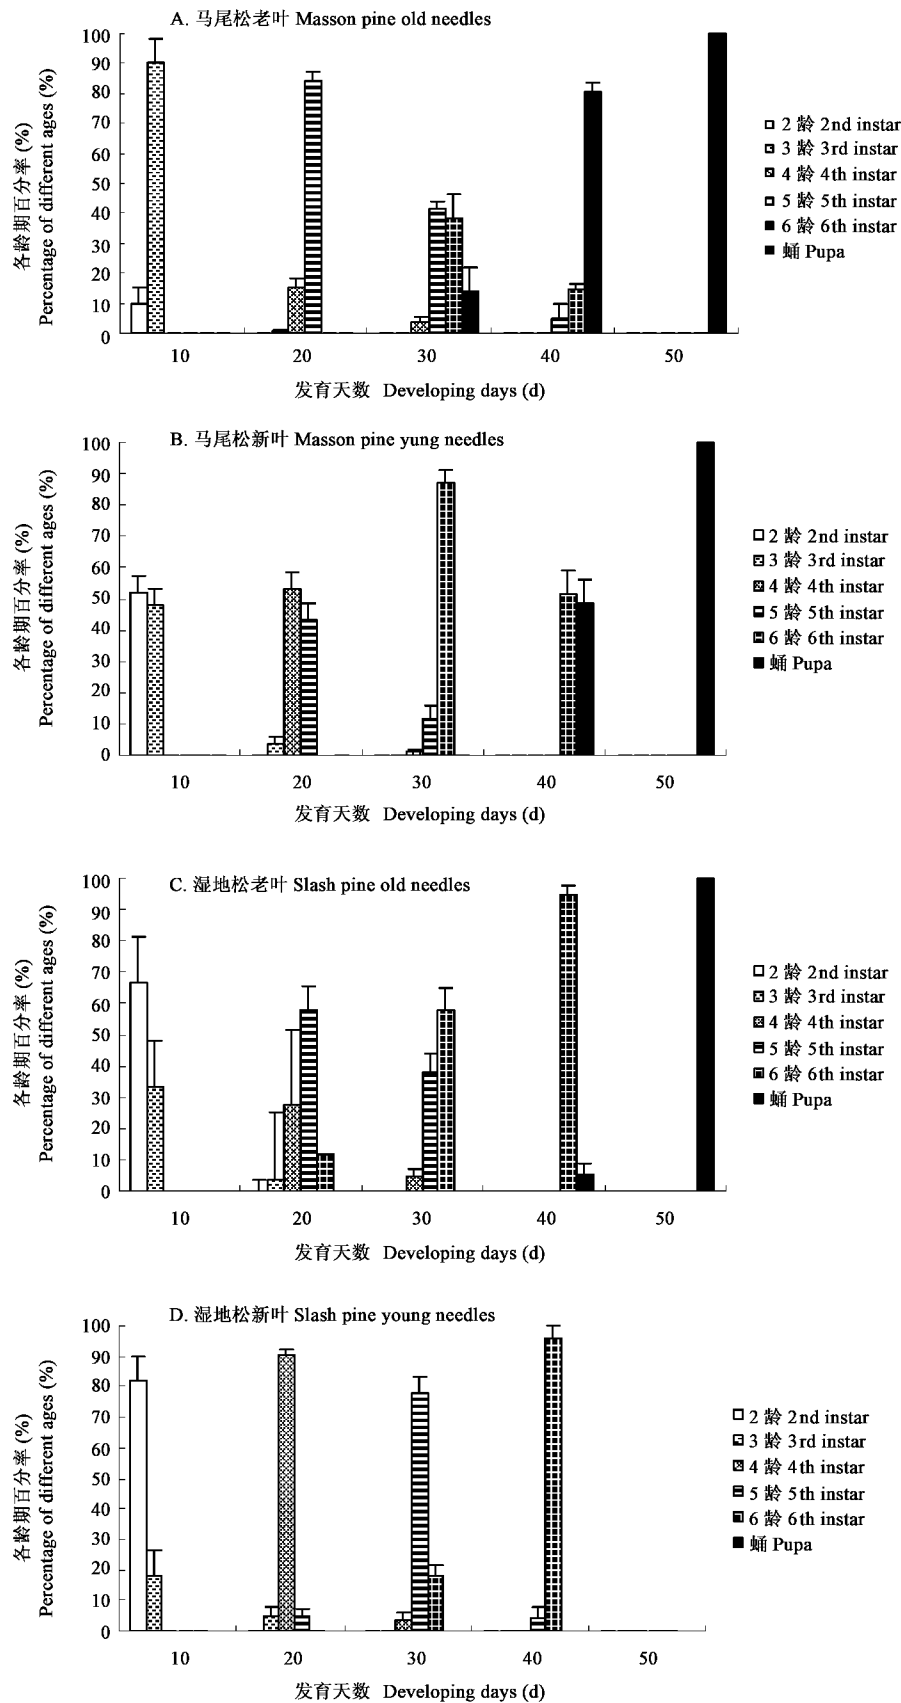 A. 马尾松老叶 Masson pine old needles
各龄期百分率 (%)
Percentage of different ages (%)
100
90
80
70
60
50
40
30
20
10
0
10 20 30 40 50
发育天数 Developing days (d)
2 龄 2nd instar
3 龄 3rd instar
4 龄 4th instar
5 龄 5th instar
6 龄 6th instar
蛹 Pupa
B. 马尾松新叶 Masson pine yung needles
各龄期百分率 (%)
Percentage of different ages (%)
100
90
80
70
60
50
40
30
20
10
0
10 20 30 40 50
发育天数 Developing days (d)
2 龄 2nd instar
3 龄 3rd instar
4 龄 4th instar
5 龄 5th instar
6 龄 6th instar
蛹 Pupa
C. 湿地松老叶 Slash pine old needles
各龄期百分率 (%)
Percentage of different ages (%)
100
90
80
70
60
50
40
30
20
10
0
10 20 30 40 50
发育天数 Developing days (d)
2 龄 2nd instar
3 龄 3rd instar
4 龄 4th instar
5 龄 5th instar
6 龄 6th instar
蛹 Pupa
D. 湿地松新叶 Slash pine young needles
各龄期百分率 (%)
Percentage of different ages (%)
100
90
80
70
60
50
40
30
20
10
0
10 20 30 40 50
发育天数 Developing days (d)
2 龄 2nd instar
3 龄 3rd instar
4 龄 4th instar
5 龄 5th instar
6 龄 6th instar
蛹 Pupa